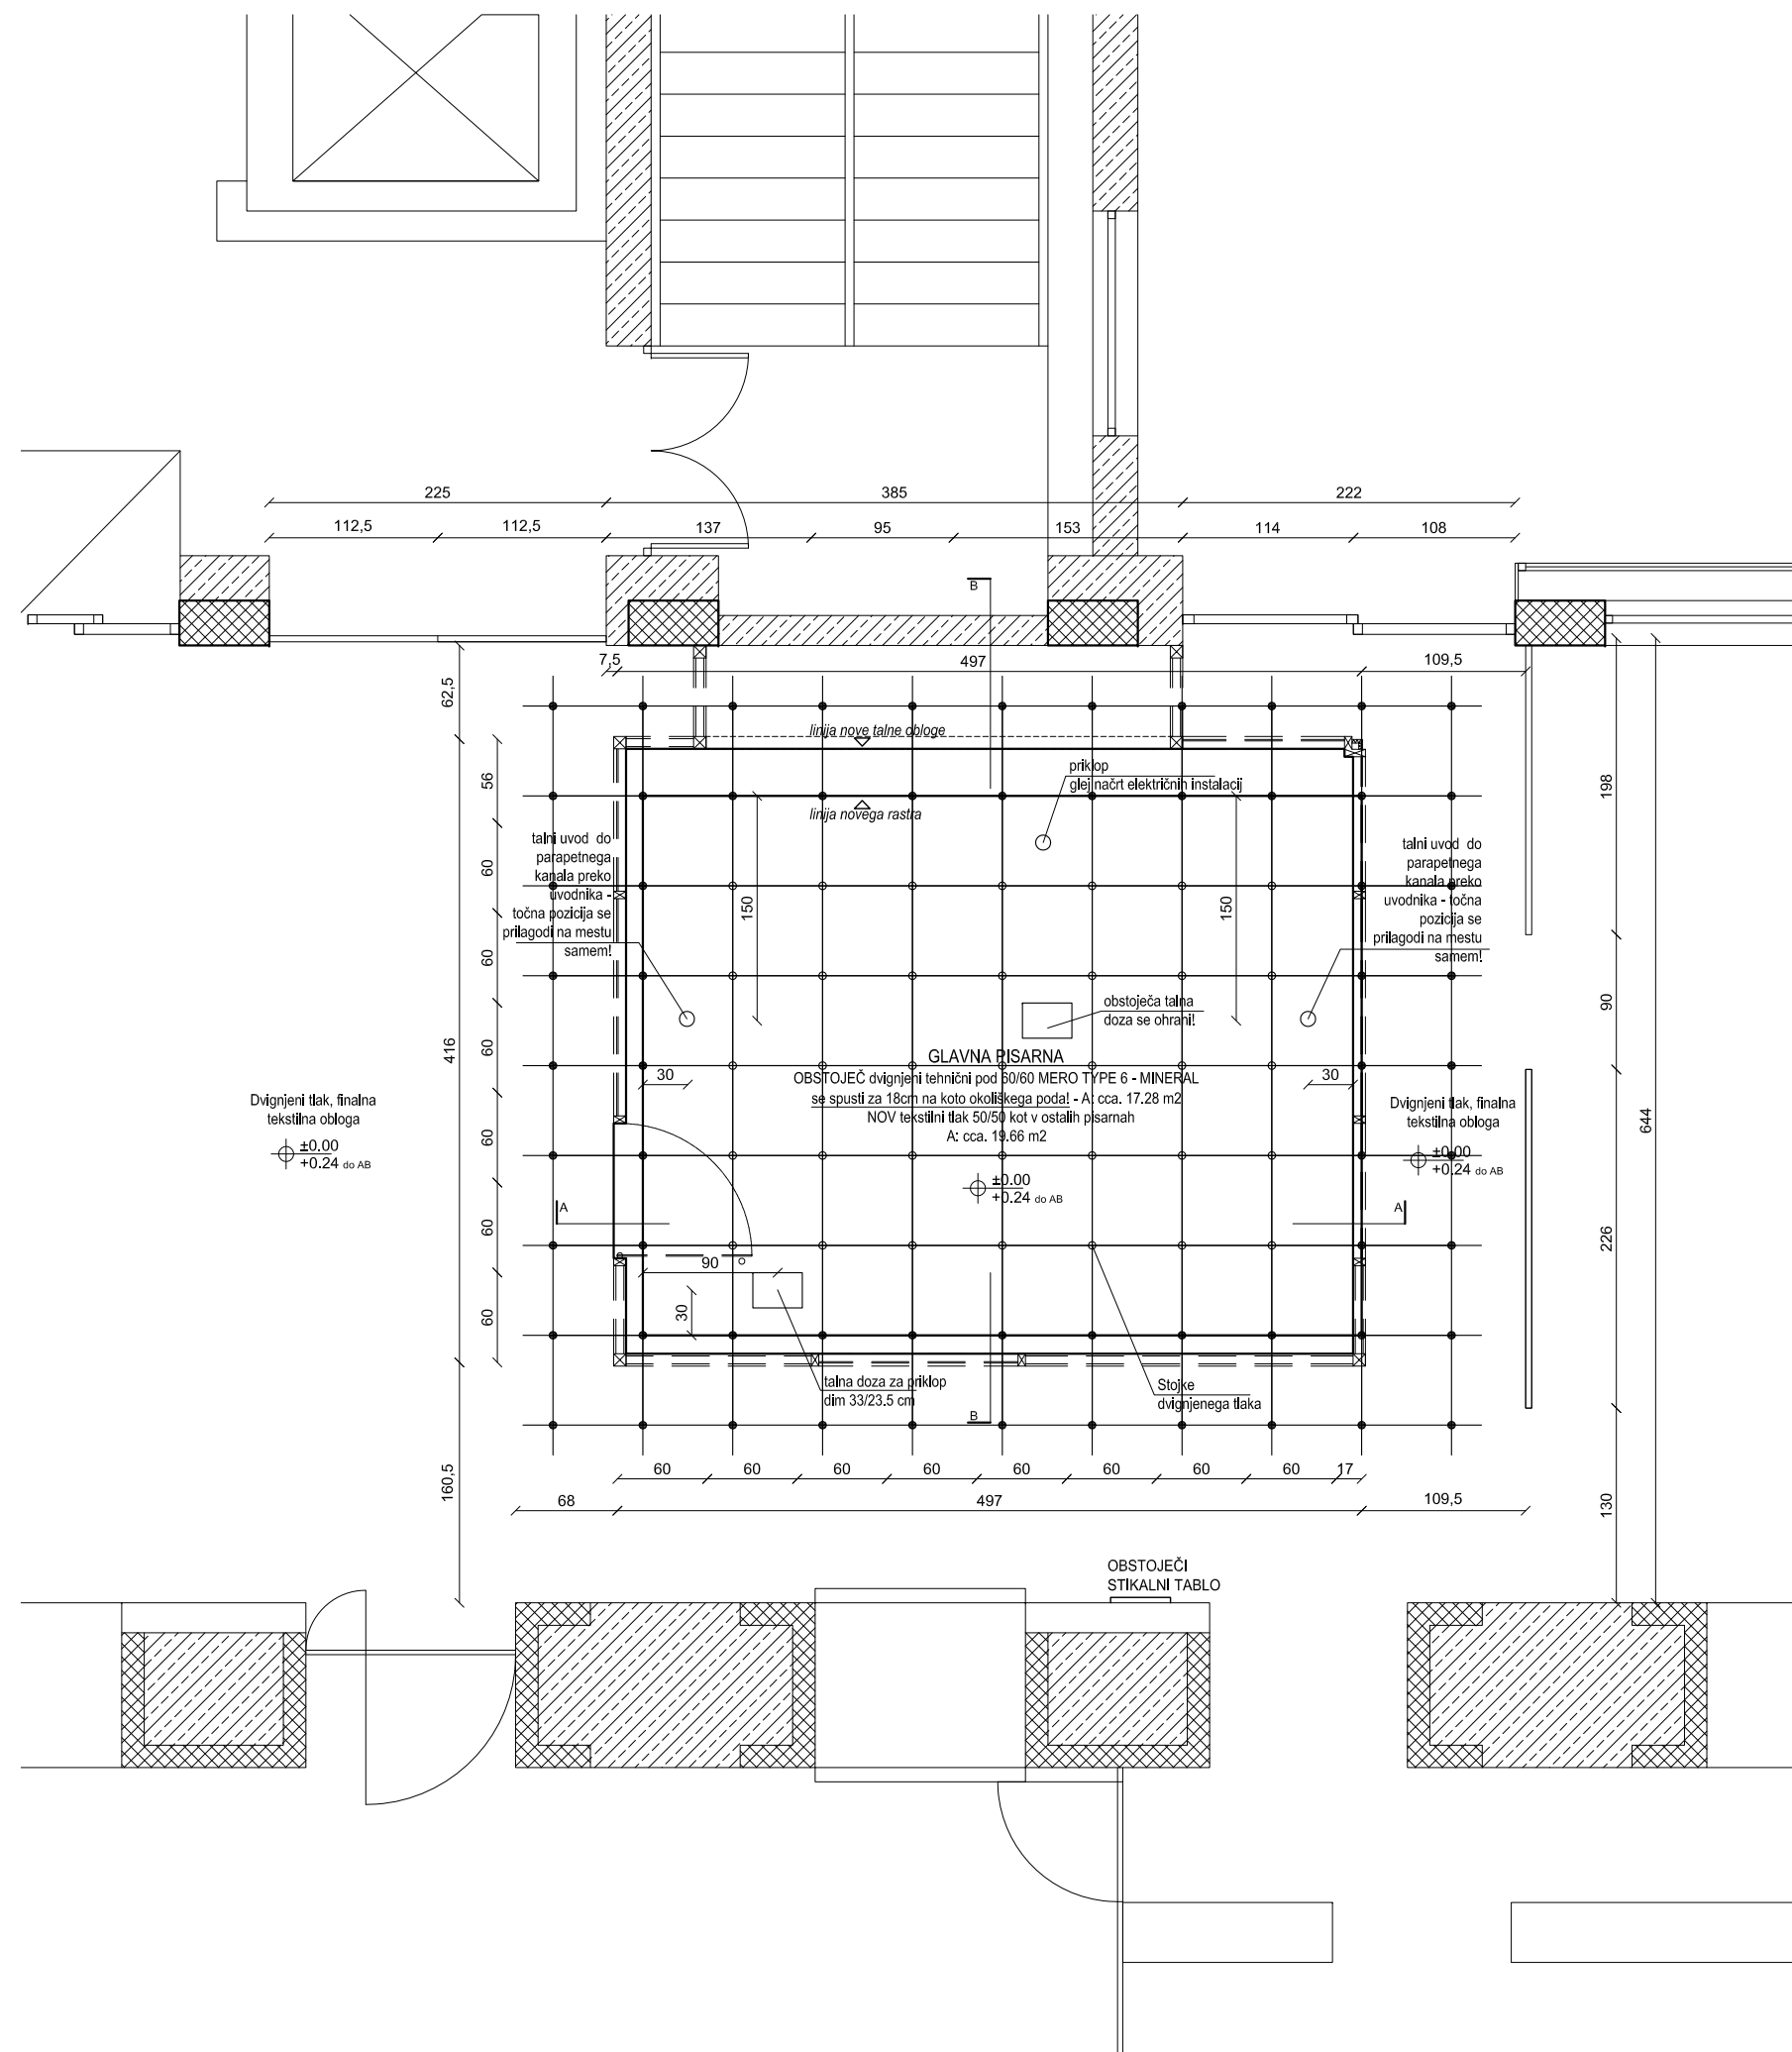 225
385
222
112,5
112,5
137
95
153
114
108
B
7,5
497
109,5
62,5
linija nove talne obloge
priklop
glej načrt električnih instalacij
56
198
linija novega rastra
talni uvod do
parapetnega
kanala preko
uvodnika -
točna pozicija se
prilagodi na mestu
samem!
talni uvod do
parapetnega
kanala preko
uvodnika - točna
pozicija se
prilagodi na mestu
samem!
60
150
150
60
obstoječa talna
doza se ohrani!
90
416
60
GLAVNA PISARNA
OBSTOJEČ dvignjeni tehnični pod 60/60 MERO TYPE 6 - MINERAL
se spusti za 18cm na koto okoliškega poda! - A: cca. 17.28 m2
NOV tekstilni tlak 50/50 kot v ostalih pisarnah
A: cca. 19.66 m2
30
30
Dvignjeni tlak, finalna
tekstilna obloga
±0.00
+0.24 do AB
Dvignjeni tlak, finalna
tekstilna obloga
±0.00
+0.24 do AB
644
60
±0.00
+0.24 do AB
A
A
60
226
90
30
60
talna doza za priklop
dim 33/23.5 cm
Stojke
dvignjenega tlaka
B
60
60
60
60
60
60
60
60
17
160,5
68
497
109,5
130
OBSTOJEČI
STIKALNI TABLO